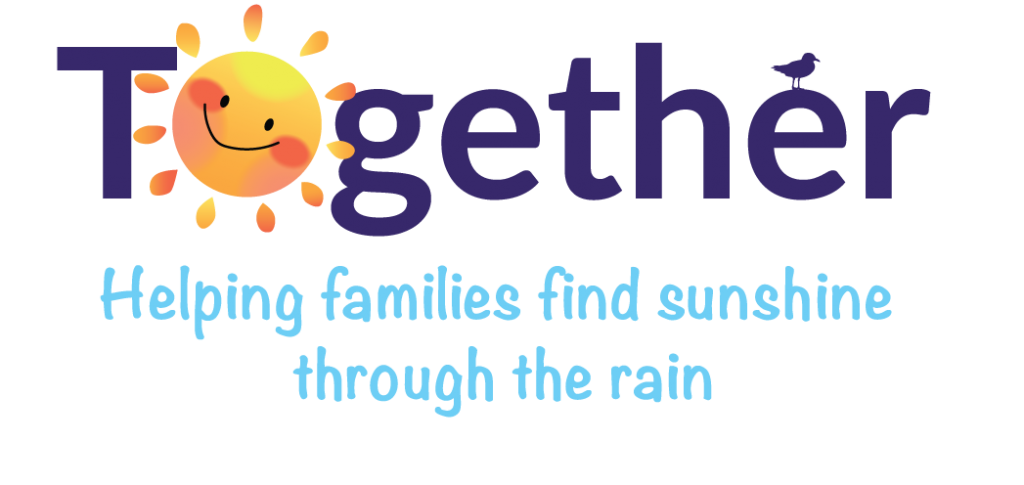 Together
Helping families find sunshine
through the rain